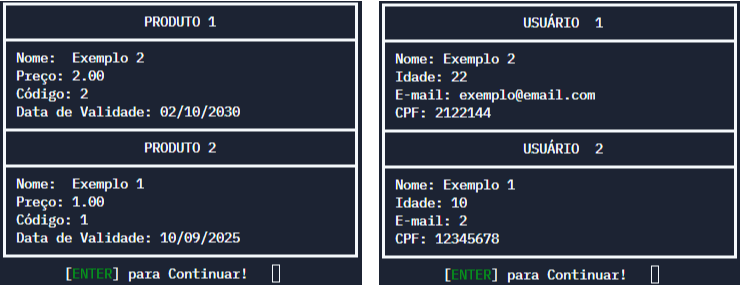 PRODUTO 1
Nome:  Exemplo 2
Preço: 2.00
Código: 2
Data de Validade: 02/10/2030
PRODUTO 2
Nome:  Exemplo 1
Preço: 1.00
Código: 1
Data de Validade: 10/09/2025
[ENTER] para Continuar!
USUÁRIO  1
Nome: Exemplo 2
Idade: 22
E-mail: exemplo@email.com
CPF: 2122144
USUÁRIO  2
Nome: Exemplo 1
Idade: 10
E-mail: 2
CPF: 12345678
[ENTER] para Continuar!